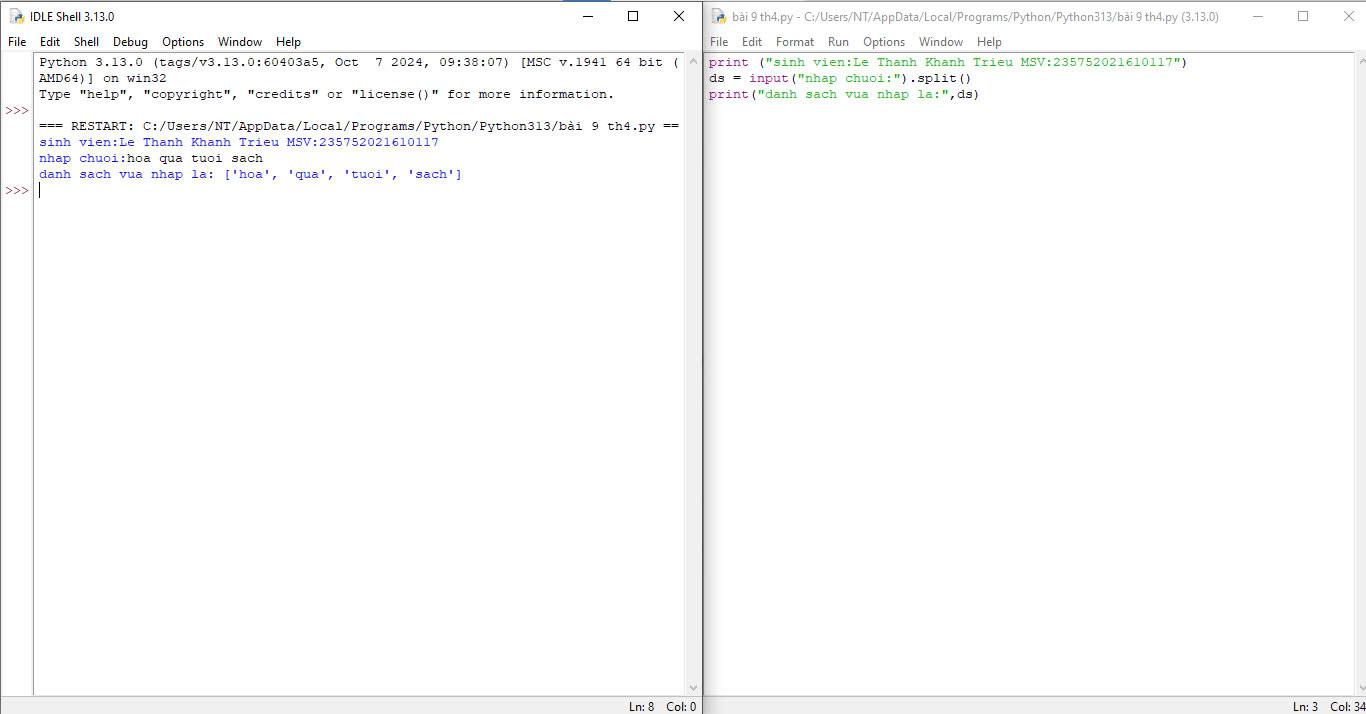 IDLE Shell 3.13.0
File Edit Shell Debug Options Window Help
Python 3.13.0 (tags/v3.13.0:60403a5, Oct  7 2024, 09:38:07) [MSC v.1941 64 bit (
AMD64)] on win32
Type "help", "copyright", "credits" or "license()" for more information.
>>>
=== RESTART: C:/Users/NT/AppData/Local/Programs/Python/Python313/bài 9 th4.py ==
sinh vien:Le Thanh Khanh Trieu MSV:235752021610117
nhap chuoi:hoa qua tuoi sach
danh sach vua nhap la: ['hoa', 'qua', 'tuoi', 'sach']
>>>
Ln: 8 Col: 0
bài 9 th4.py - C:/Users/NT/AppData/Local/Programs/Python/Python313/bài 9 th4.py (3.13.0)
File Edit Format Run Options Window Help
print ("sinh vien:Le Thanh Khanh Trieu MSV:235752021610117")
ds = input("nhap chuoi:").split()
print("danh sach vua nhap la:",ds)
Ln: 3 Col: 34